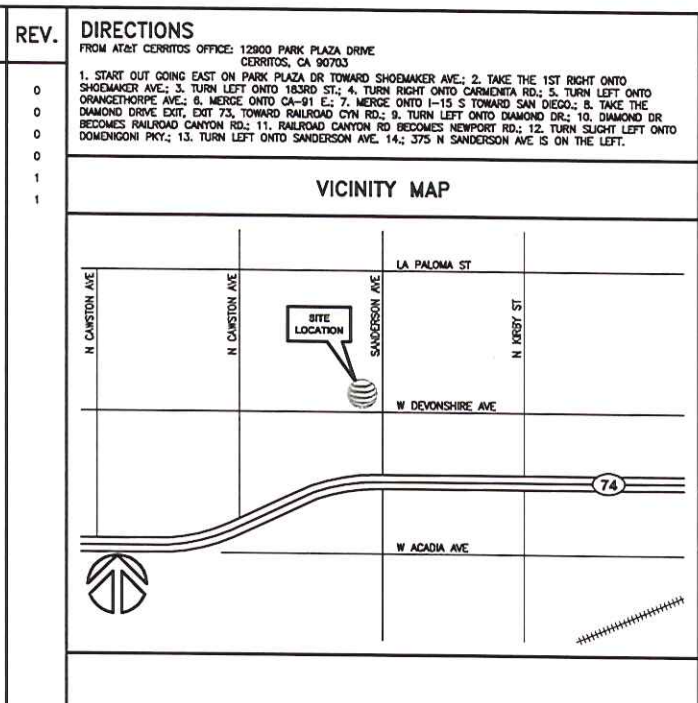 REV.
0
0
0
0
1
1
DIRECTIONS
FROM AT&T CERRITOS OFFICE: 12900 PARK PLAZA DRIVE
CERRITOS, CA 90703
1. START OUT GOING EAST ON PARK PLAZA DR TOWARD SHOEMAKER AVE.; 2. TAKE THE 1ST RIGHT ONTO
SHOEMAKER AVE.; 3. TURN LEFT ONTO 183RD ST.; 4. TURN RIGHT ONTO CARMENITA RD.; 5. TURN LEFT ONTO
ORANGETHORPE AVE.; 6. MERGE ONTO CA-91 E.; 7. MERGE ONTO I-15 S TOWARD SAN DIEGO.; 8. TAKE THE
DIAMOND DRIVE EXIT, EXIT 73, TOWARD RAILROAD CYN RD.; 9. TURN LEFT ONTO DIAMOND DR.; 10. DIAMOND DR
BECOMES RAILROAD CANYON RD.; 11. RAILROAD CANYON RD BECOMES NEWPORT RD.; 12. TURN SLIGHT LEFT ONTO
DOMENIGONI PKY.; 13. TURN LEFT ONTO SANDERSON AVE. 14.; 375 N SANDERSON AVE IS ON THE LEFT.
VICINITY MAP
LA PALOMA ST
N CAWSTON AVE
N CAWSTON AVE
SITE
LOCATION
SANDERSON AVE
N KIRBY ST
W DEVONSHIRE AVE
74
W ACADIA AVE